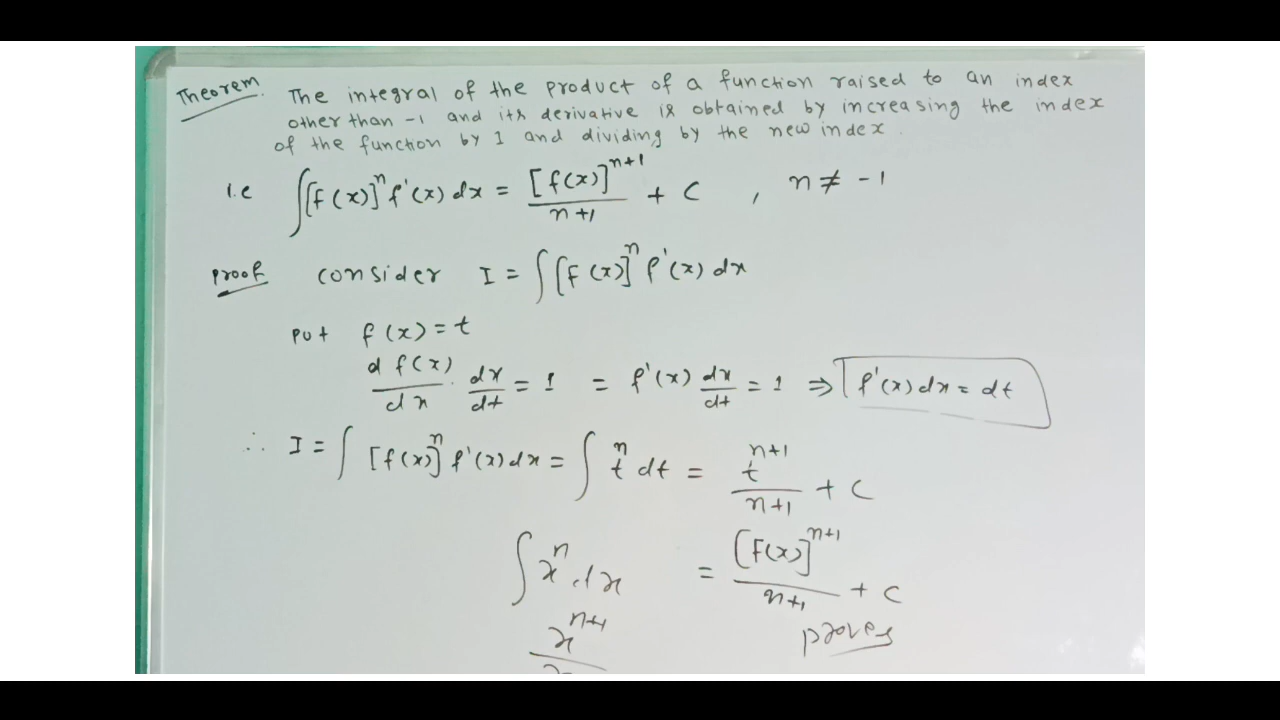 Theorem. The integral of the product of a function raised to an index
other than -1 and its derivative is obtained by increasing the index
of the function by 1 and dividing by the new index.
i.e ∫[f(x)]^n f'(x) dx = [f(x)]^(n+1)/(n+1) + C , n ≠ -1
proof consider I = ∫[f(x)]^n f'(x) dx
put f(x) = t
d f(x)/dx · dx/dt = 1 = f'(x) dx/dt = 1 ⇒ f'(x) dx = dt
∴ I = ∫ [f(x)]^n f'(x) dx = ∫ t^n dt = t^(n+1)/(n+1) + C
∫ x^n dx = [f(x)]^(n+1)/(n+1) + C
x^(n+1) proves